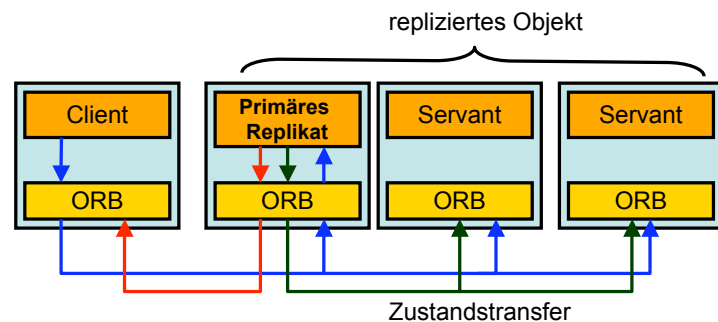 repliziertes Objekt
Client
Primäres
Replikat
Servant
Servant
ORB
ORB
ORB
ORB
Zustandstransfer